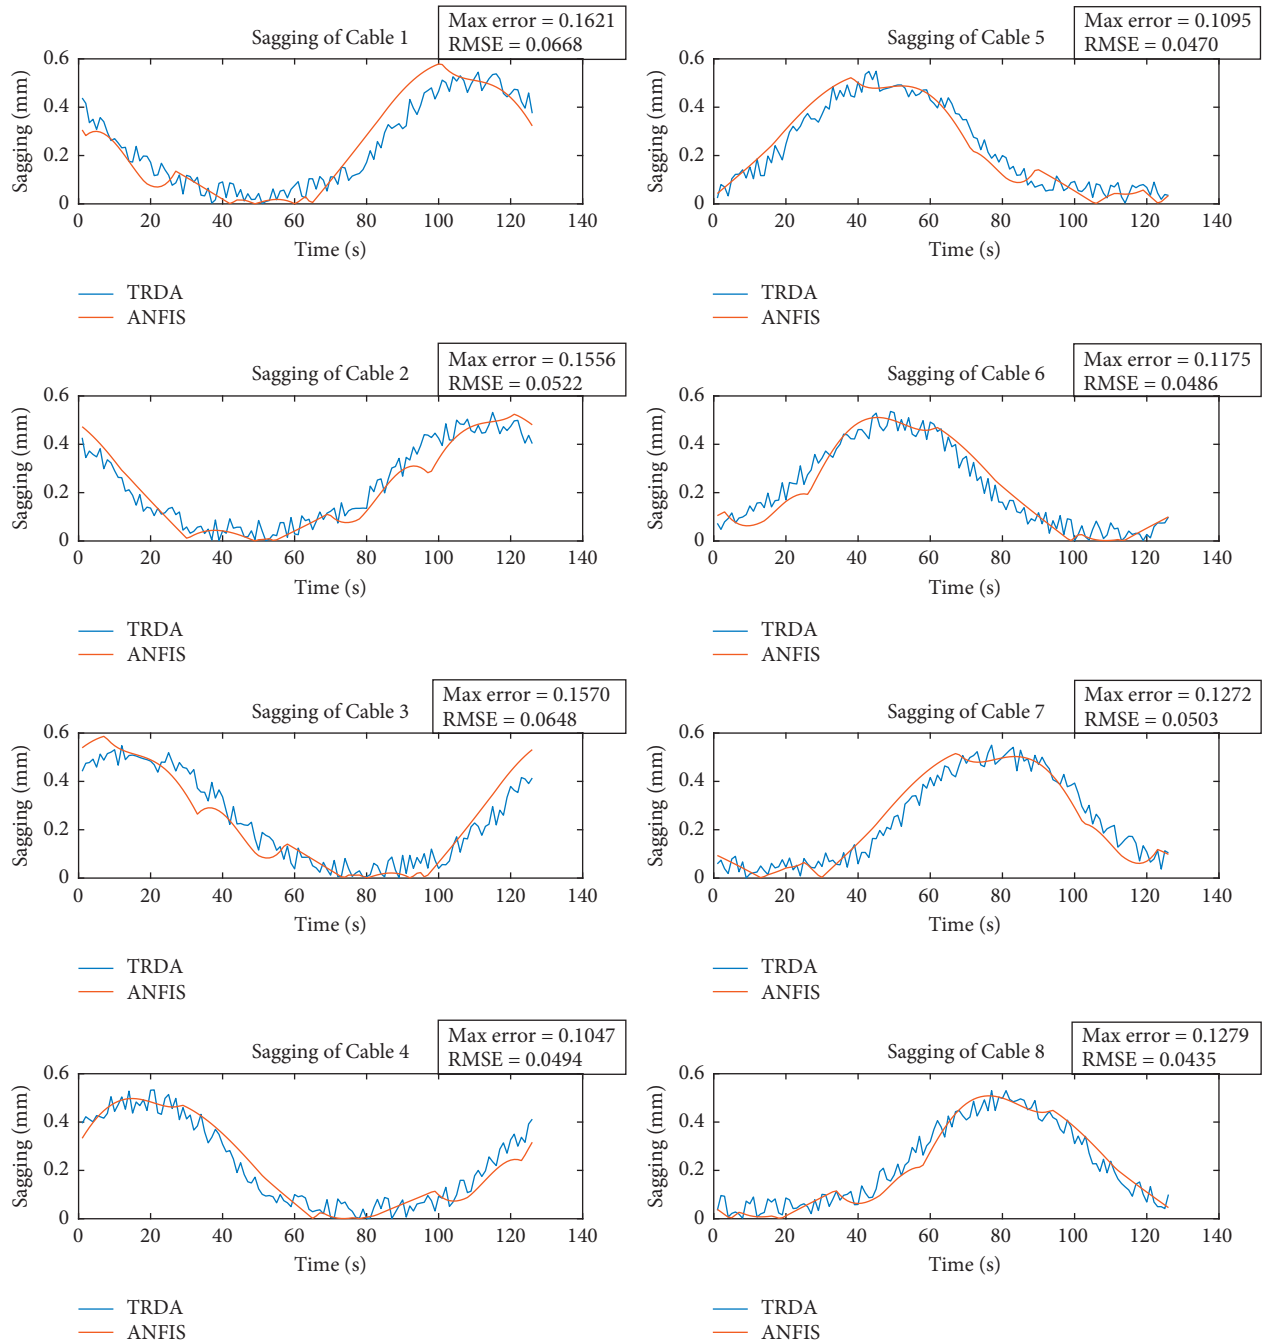 Sagging of Cable 1
Max error = 0.1621
RMSE = 0.0668
0.6
0.4
0.2
0
Sagging (mm)
0 20 40 60 80 100 120 140
Time (s)
TRDA
ANFIS
Sagging of Cable 5
Max error = 0.1095
RMSE = 0.0470
0.6
0.4
0.2
0
Sagging (mm)
0 20 40 60 80 100 120 140
Time (s)
TRDA
ANFIS
Sagging of Cable 2
Max error = 0.1556
RMSE = 0.0522
0.6
0.4
0.2
0
Sagging (mm)
0 20 40 60 80 100 120 140
Time (s)
TRDA
ANFIS
Sagging of Cable 6
Max error = 0.1175
RMSE = 0.0486
0.6
0.4
0.2
0
Sagging (mm)
0 20 40 60 80 100 120 140
Time (s)
TRDA
ANFIS
Sagging of Cable 3
Max error = 0.1570
RMSE = 0.0648
0.6
0.4
0.2
0
Sagging (mm)
0 20 40 60 80 100 120 140
Time (s)
TRDA
ANFIS
Sagging of Cable 7
Max error = 0.1272
RMSE = 0.0503
0.6
0.4
0.2
0
Sagging (mm)
0 20 40 60 80 100 120 140
Time (s)
TRDA
ANFIS
Sagging of Cable 4
Max error = 0.1047
RMSE = 0.0494
0.6
0.4
0.2
0
Sagging (mm)
0 20 40 60 80 100 120 140
Time (s)
TRDA
ANFIS
Sagging of Cable 8
Max error = 0.1279
RMSE = 0.0435
0.6
0.4
0.2
0
Sagging (mm)
0 20 40 60 80 100 120 140
Time (s)
TRDA
ANFIS